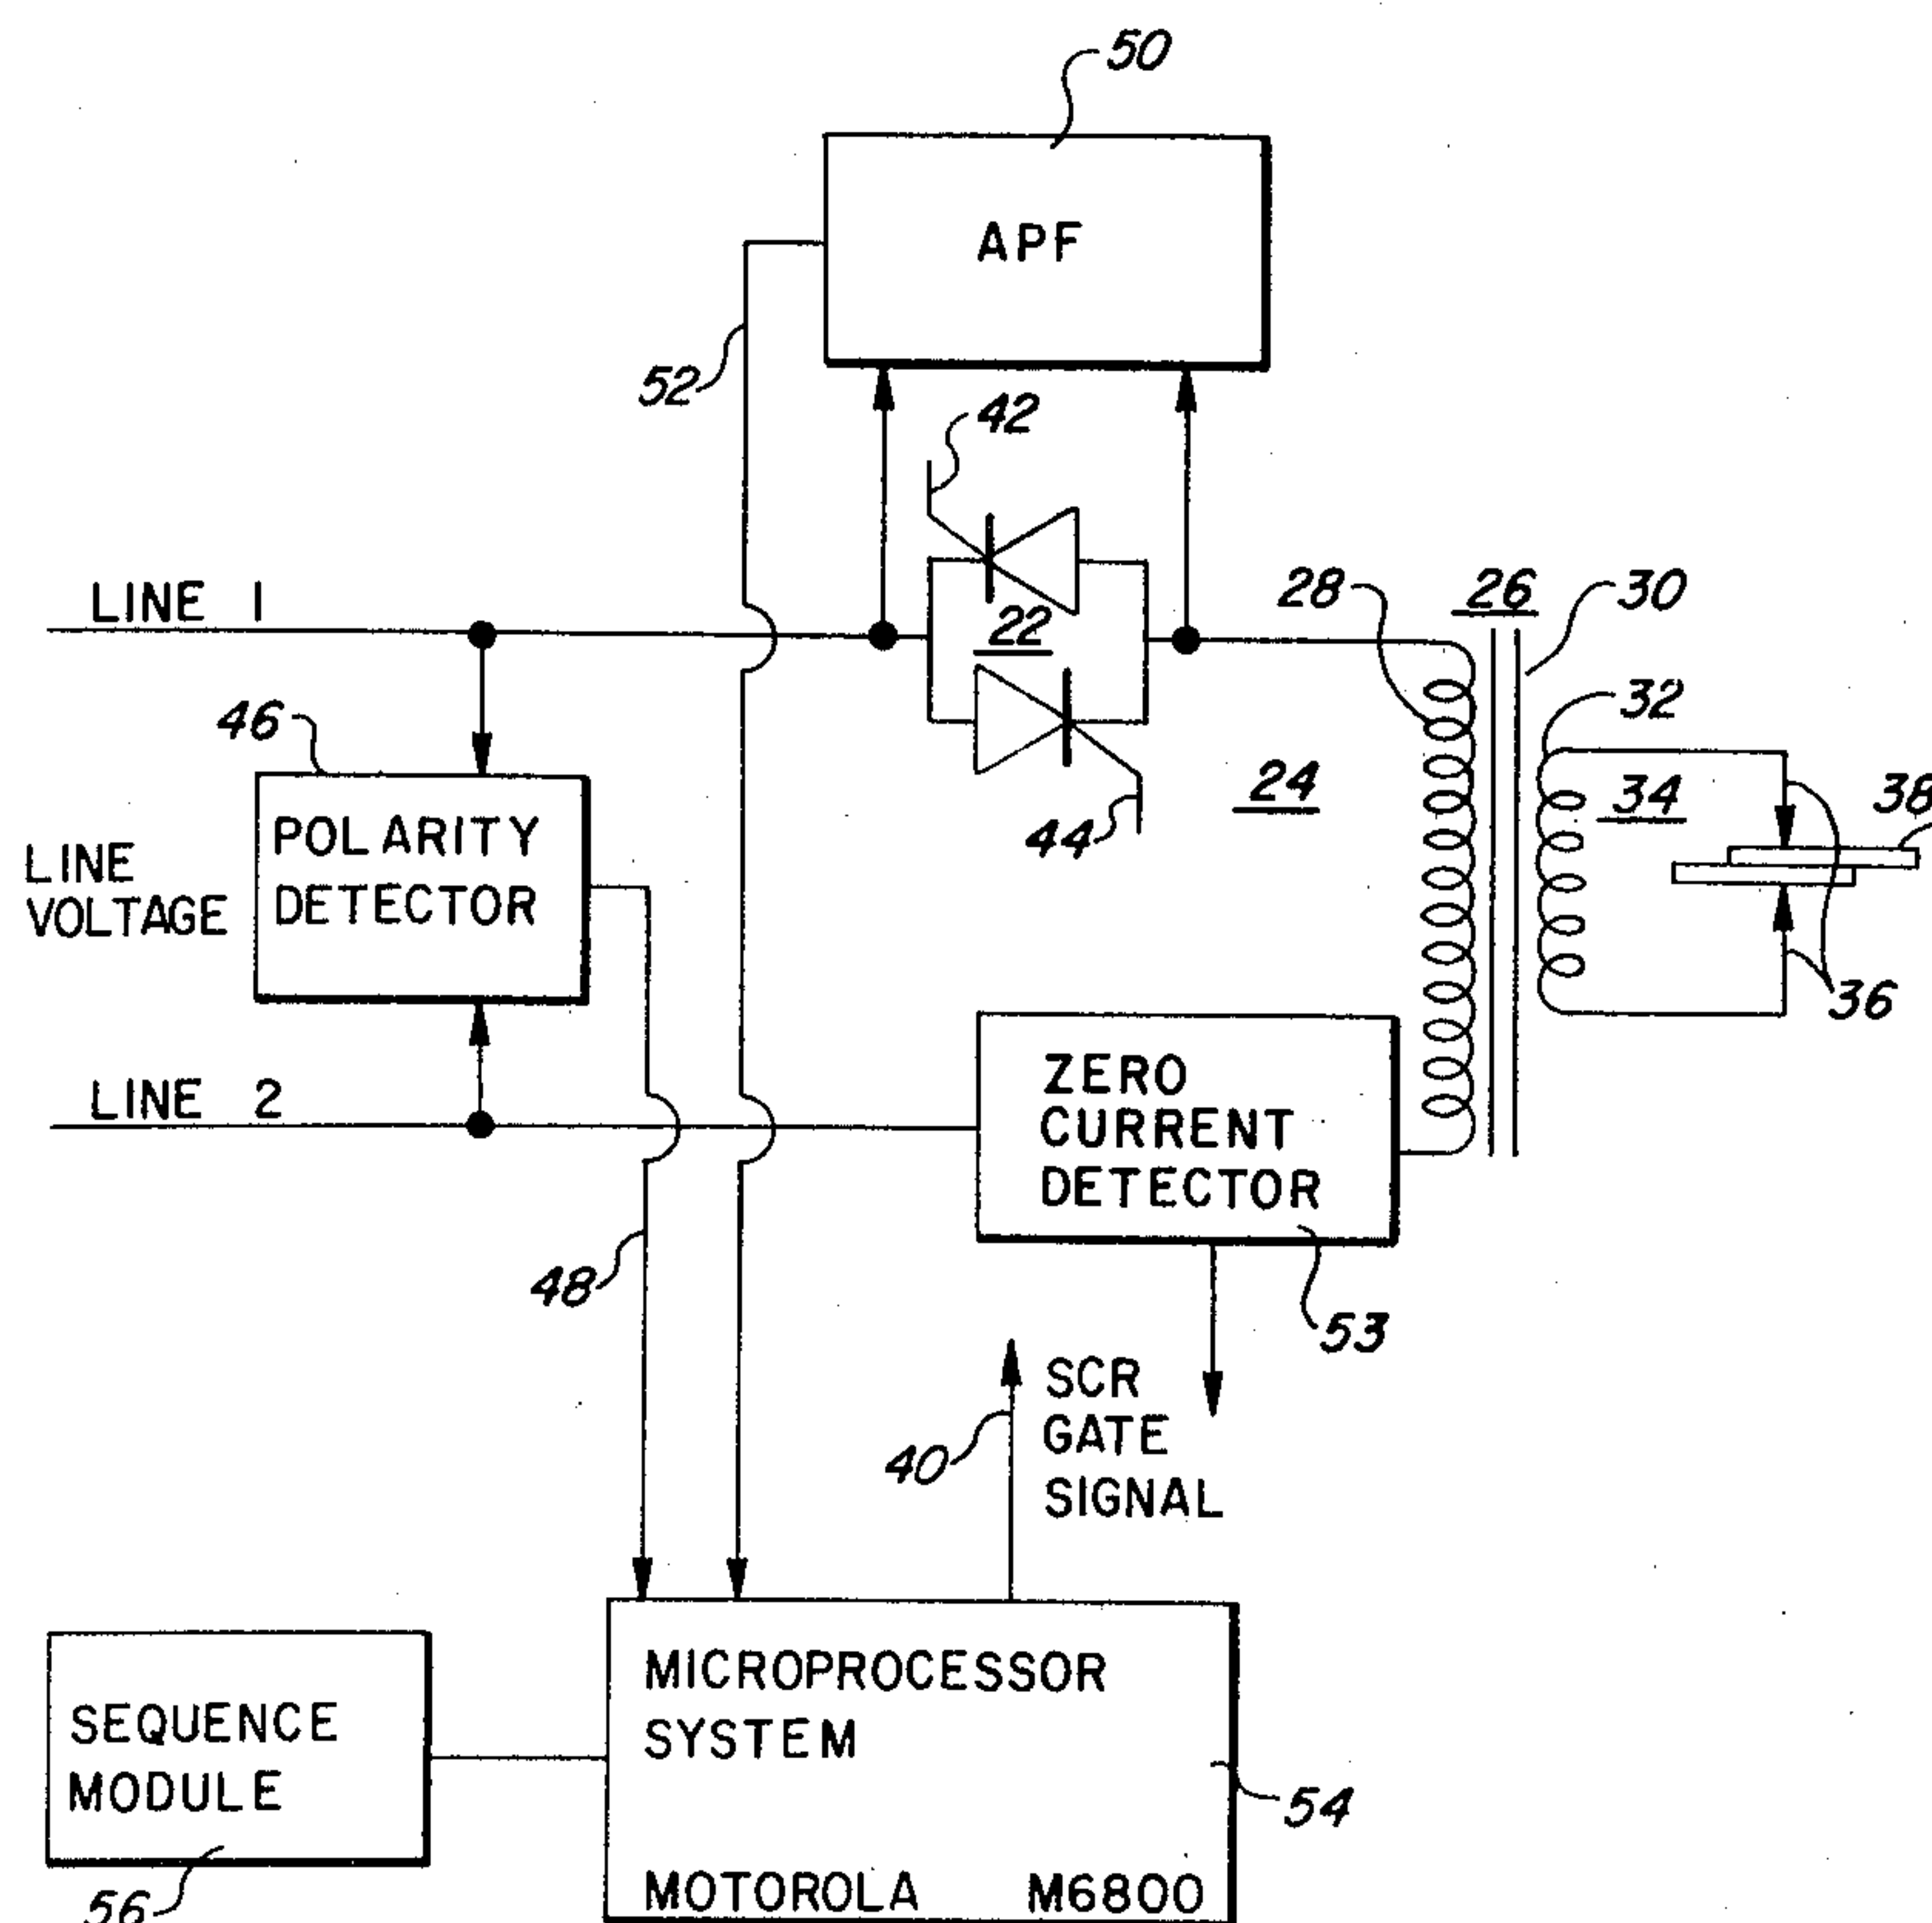 50
APF
52
42
LINE 1
22
28
26
30
32
46
POLARITY
DETECTOR
LINE
VOLTAGE
24
44
34
38
36
LINE 2
ZERO
CURRENT
DETECTOR
48
53
40
SCR
GATE
SIGNAL
MICROPROCESSOR
SYSTEM
MOTOROLA M6800
54
SEQUENCE
MODULE
56